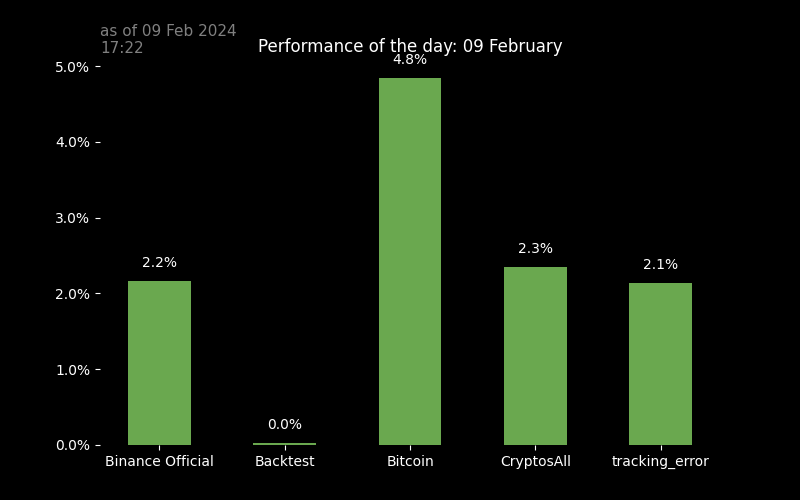 as of 09 Feb 2024
17:22
Performance of the day: 09 February
5.0%
4.0%
3.0%
2.0%
1.0%
0.0%
2.2%
0.0%
4.8%
2.3%
2.1%
Binance Official
Backtest
Bitcoin
CryptosAll
tracking_error